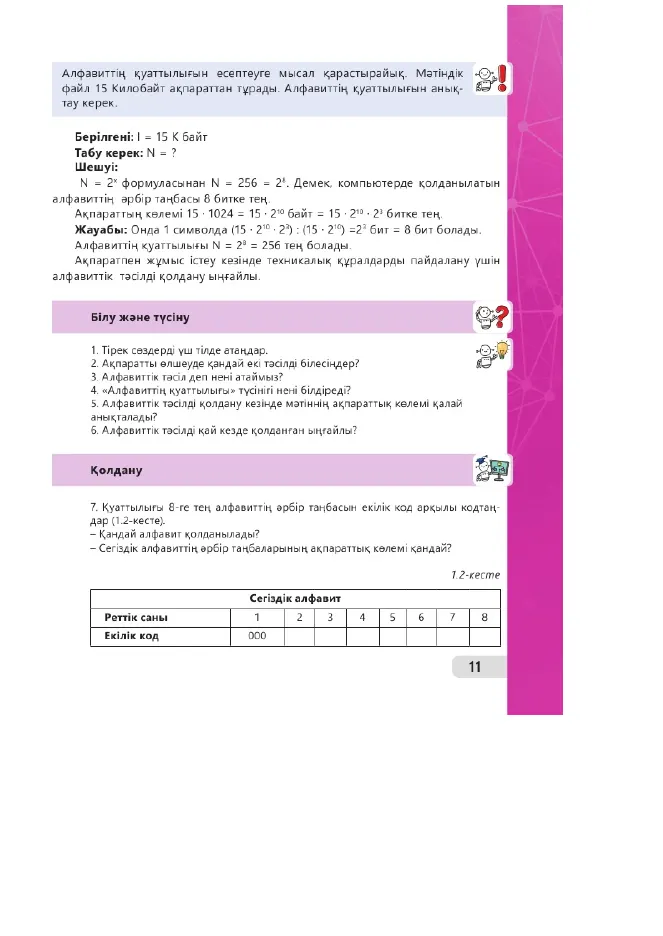 Алфавиттің қуаттылығын есептеуге мысал қарастырайық. Мәтіндік
файл 15 Килобайт ақпараттан тұрады. Алфавиттің қуаттылығын анық-
тау керек.
Берілгені: I = 15 К байт
Табу керек: N = ?
Шешуі:
N = 2ˣ формуласынан N = 256 = 2⁸. Демек, компьютерде қолданылатын
алфавиттің әрбір таңбасы 8 битке тең.
Ақпараттың көлемі 15 · 1024 = 15 · 2¹⁰ байт = 15 · 2¹⁰ · 2³ битке тең.
Жауабы: Онда 1 символда (15 · 2¹⁰ · 2³) : (15 · 2¹⁰) =2³ бит = 8 бит болады.
Алфавиттің қуаттылығы N = 2⁸ = 256 тең болады.
Ақпаратпен жұмыс істеу кезінде техникалық құралдарды пайдалану үшін
алфавиттік тәсілді қолдану ыңғайлы.
Білу және түсіну
1. Тірек сөздерді үш тілде атаңдар.
2. Ақпаратты өлшеуде қандай екі тәсілді білесіңдер?
3. Алфавиттік тәсіл деп нені атаймыз?
4. «Алфавиттің қуаттылығы» түсінігі нені білдіреді?
5. Алфавиттік тәсілді қолдану кезінде мәтіннің ақпараттық көлемі қалай
анықталады?
6. Алфавиттік тәсілді қай кезде қолданған ыңғайлы?
Қолдану
7. Қуаттылығы 8-ге тең алфавиттің әрбір таңбасын екілік код арқылы кодтаң-
дар (1.2-кесте).
– Қандай алфавит қолданылады?
– Сегіздік алфавиттің әрбір таңбаларының ақпараттық көлемі қандай?
1.2-кесте
Сегіздік алфавит
Реттік саны 1 2 3 4 5 6 7 8
Екілік код 000
11